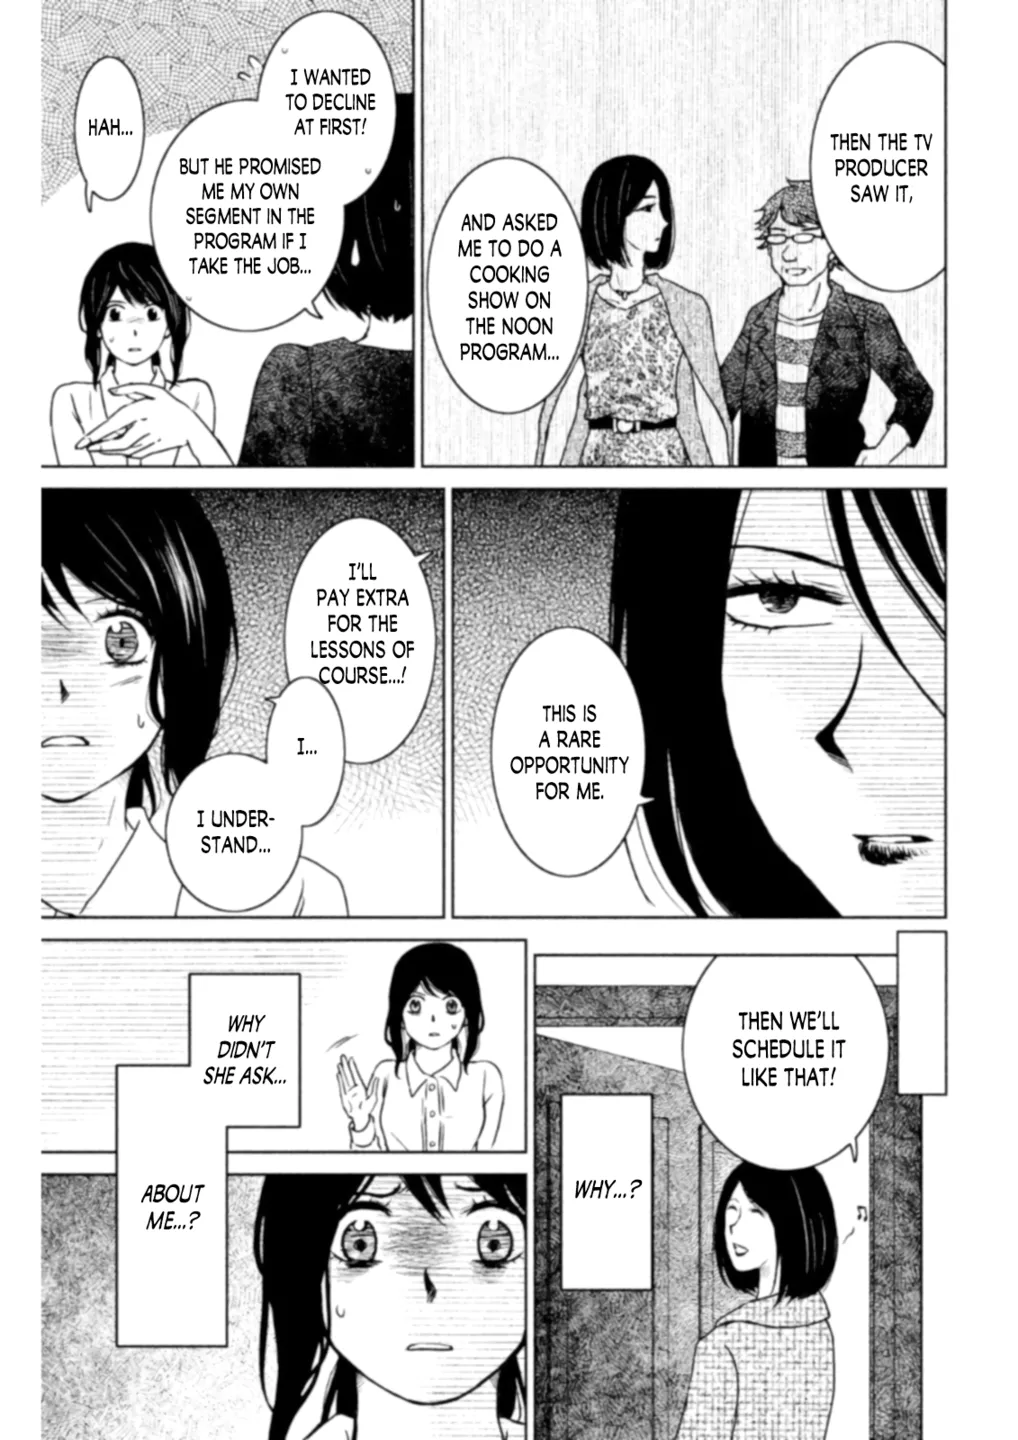 THEN THE TV
PRODUCER
SAW IT,
AND ASKED
ME TO DO A
COOKING
SHOW ON
THE NOON
PROGRAM...
I WANTED
TO DECLINE
AT FIRST!
BUT HE PROMISED
ME MY OWN
SEGMENT IN THE
PROGRAM IF I
TAKE THE JOB...
HAH...
THIS IS
A RARE
OPPORTUNITY
FOR ME.
I'LL
PAY EXTRA
FOR THE
LESSONS OF
COURSE...!
I...
I UNDER-
STAND...
THEN WE'LL
SCHEDULE IT
LIKE THAT!
WHY...?
WHY
DIDN'T
SHE ASK...
ABOUT
ME...?